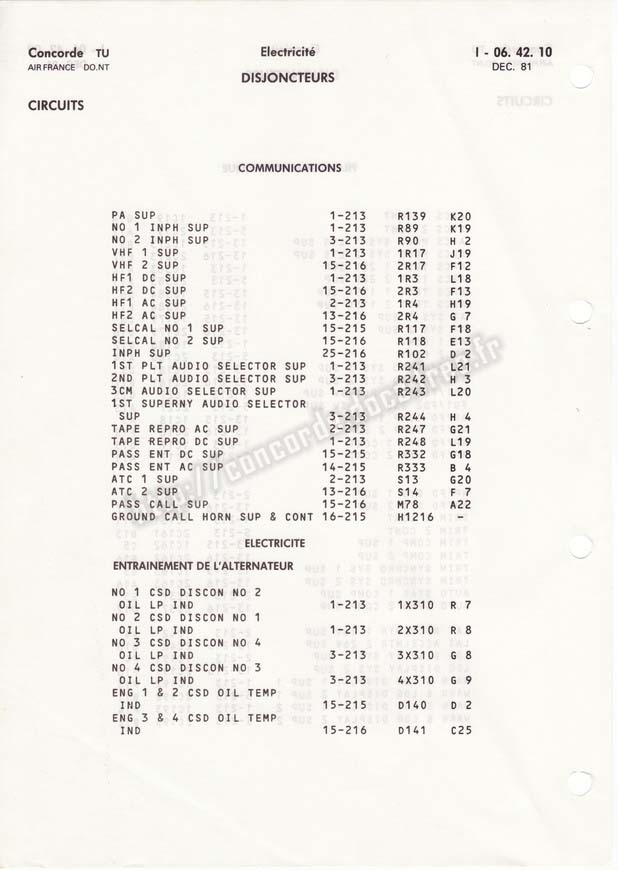 Concorde TU
Electricité
I - 06. 42. 10
AIR FRANCE DO.NT
DISJONCTEURS
DEC. 81
CIRCUITS
COMMUNICATIONS
PA SUP 1-213 R139 K20
NO 1 INPH SUP 1-213 R89 K19
NO 2 INPH SUP 3-213 R90 H 2
VHF 1 SUP 1-213 1R17 J19
VHF 2 SUP 15-216 2R17 F12
HF1 DC SUP 1-213 1R3 L18
HF2 DC SUP 15-216 2R3 F13
HF1 AC SUP 2-213 1R4 H19
HF2 AC SUP 13-216 2R4 G 7
SELCAL NO 1 SUP 15-215 R117 F18
SELCAL NO 2 SUP 15-216 R118 E13
INPH SUP 25-216 R102 D 2
1ST PLT AUDIO SELECTOR SUP 1-213 R241 L21
2ND PLT AUDIO SELECTOR SUP 3-213 R242 H 3
3CM AUDIO SELECTOR SUP 1-213 R243 L20
1ST SUPERNY AUDIO SELECTOR
SUP 3-213 R244 H 4
TAPE REPRO AC SUP 2-213 R247 G21
TAPE REPRO DC SUP 1-213 R248 L19
PASS ENT DC SUP 15-215 R332 G18
PASS ENT AC SUP 14-215 R333 B 4
ATC 1 SUP 2-213 S13 G20
ATC 2 SUP 13-216 S14 F 7
PASS CALL SUP 15-216 M78 A22
GROUND CALL HORN SUP & CONT 16-215 H1216 -
ELECTRICITE
ENTRAINEMENT DE L'ALTERNATEUR
NO 1 CSD DISCON NO 2
OIL LP IND 1-213 1X310 R 7
NO 2 CSD DISCON NO 1
OIL LP IND 1-213 2X310 R 8
NO 3 CSD DISCON NO 4
OIL LP IND 3-213 3X310 G 8
NO 4 CSD DISCON NO 3
OIL LP IND 3-213 4X310 G 9
ENG 1 & 2 CSD OIL TEMP
IND 15-215 D140 D 2
ENG 3 & 4 CSD OIL TEMP
IND 15-216 D141 C25